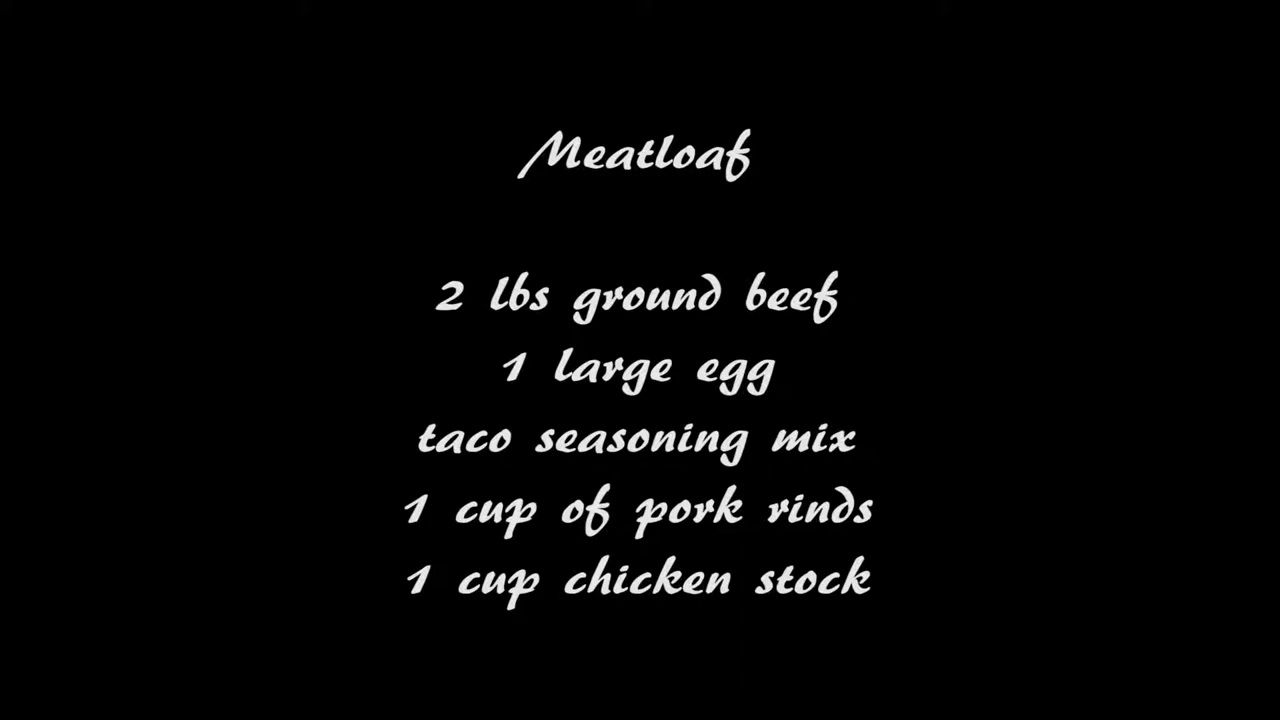 Meatloaf
2 lbs ground beef
1 large egg
taco seasoning mix
1 cup of pork rinds
1 cup chicken stock